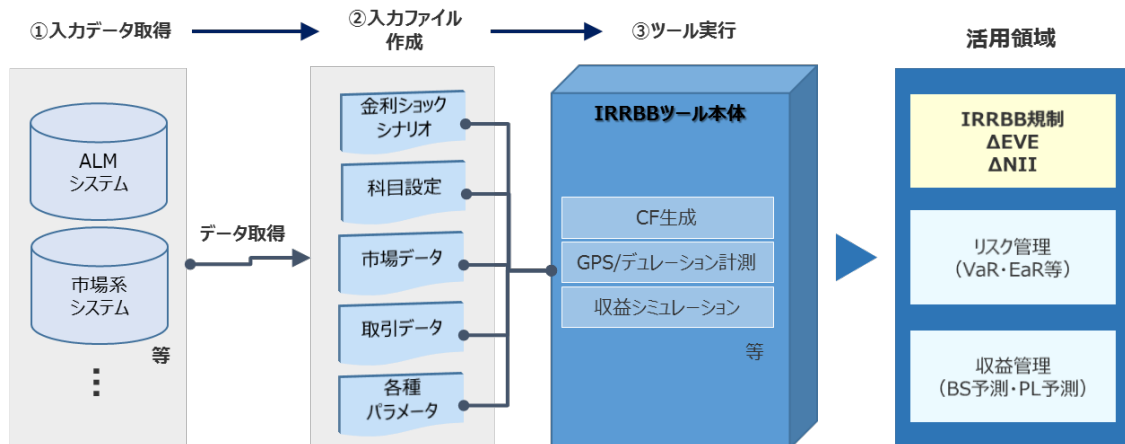 ①入力データ取得
②入力ファイル
作成
③ツール実行
活用領域
ALM
システム
市場系
システム
等
データ取得
金利ショック
シナリオ
科目設定
市場データ
取引データ
各種
パラメータ
IRRBBツール本体
CF生成
GPS/デュレーション計測
収益シミュレーション
等
IRRBB規制
ΔEVE
ΔNII
リスク管理
(VaR・EaR等)
収益管理
(BS予測・PL予測)